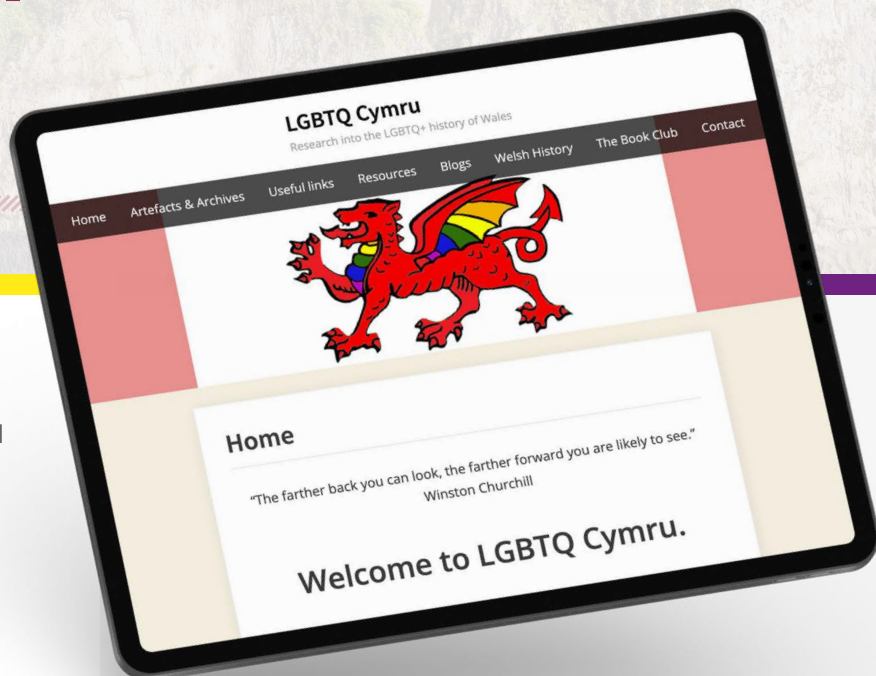 LGBTQ Cymru
Research into the LGBTQ+ history of Wales
Home Artefacts & Archives Useful links Resources Blogs Welsh History The Book Club Contact
Home
“The farther back you can look, the farther forward you are likely to see.”
Winston Churchill
Welcome to LGBTQ Cymru.